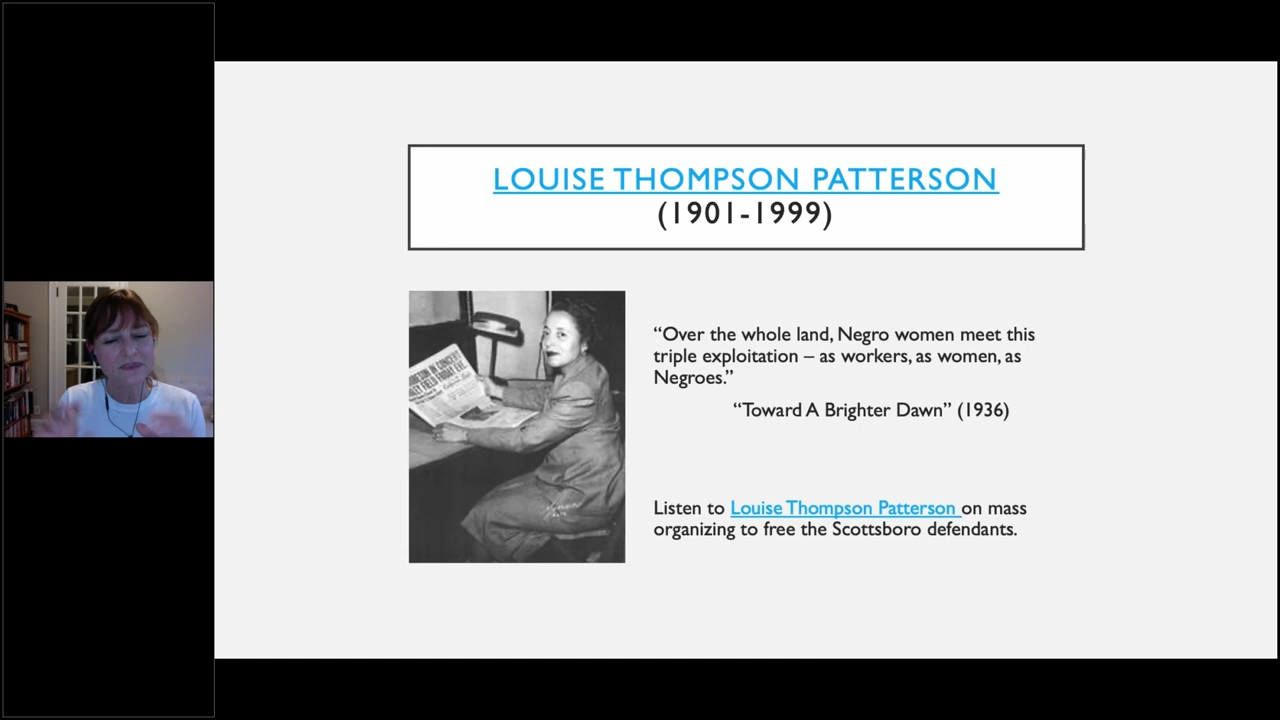 LOUISE THOMPSON PATTERSON
(1901-1999)
“Over the whole land, Negro women meet this
triple exploitation – as workers, as women, as
Negroes.”
“Toward A Brighter Dawn” (1936)
Listen to Louise Thompson Patterson on mass
organizing to free the Scottsboro defendants.